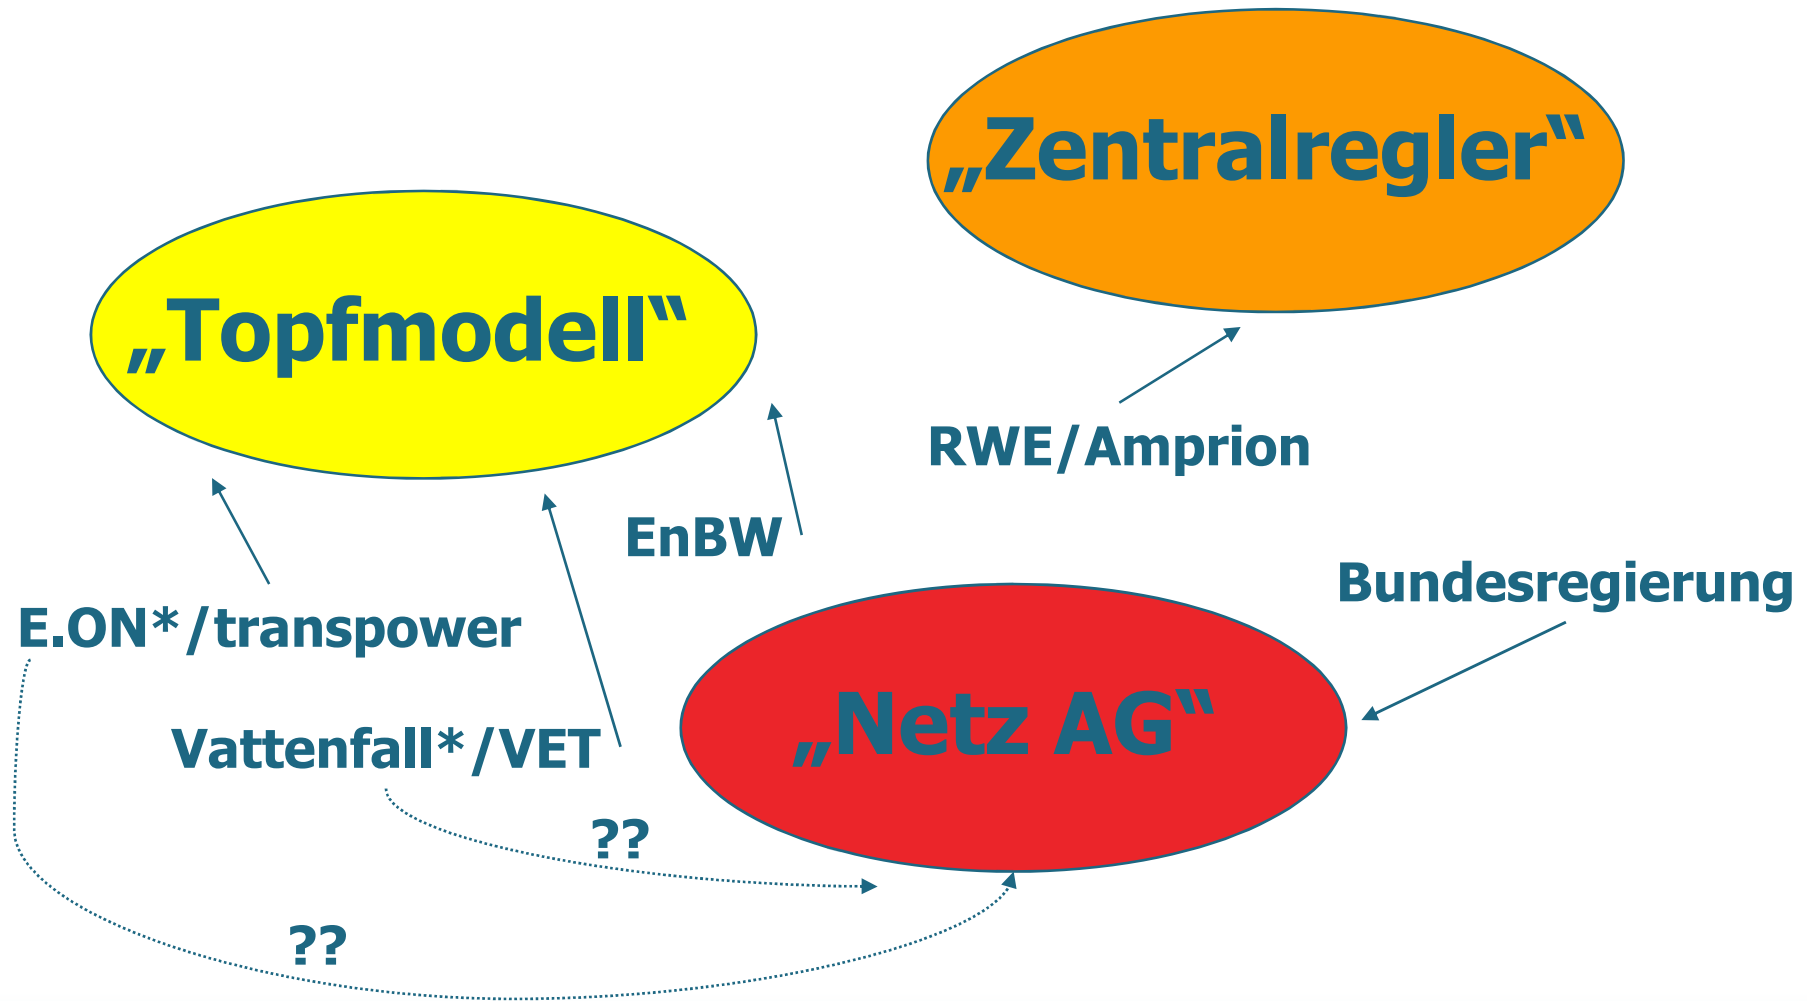 „Zentralregler“
„Topfmodell“
RWE/Amprion
EnBW
Bundesregierung
E.ON*/transpower
„Netz AG“
Vattenfall*/VET
??
??